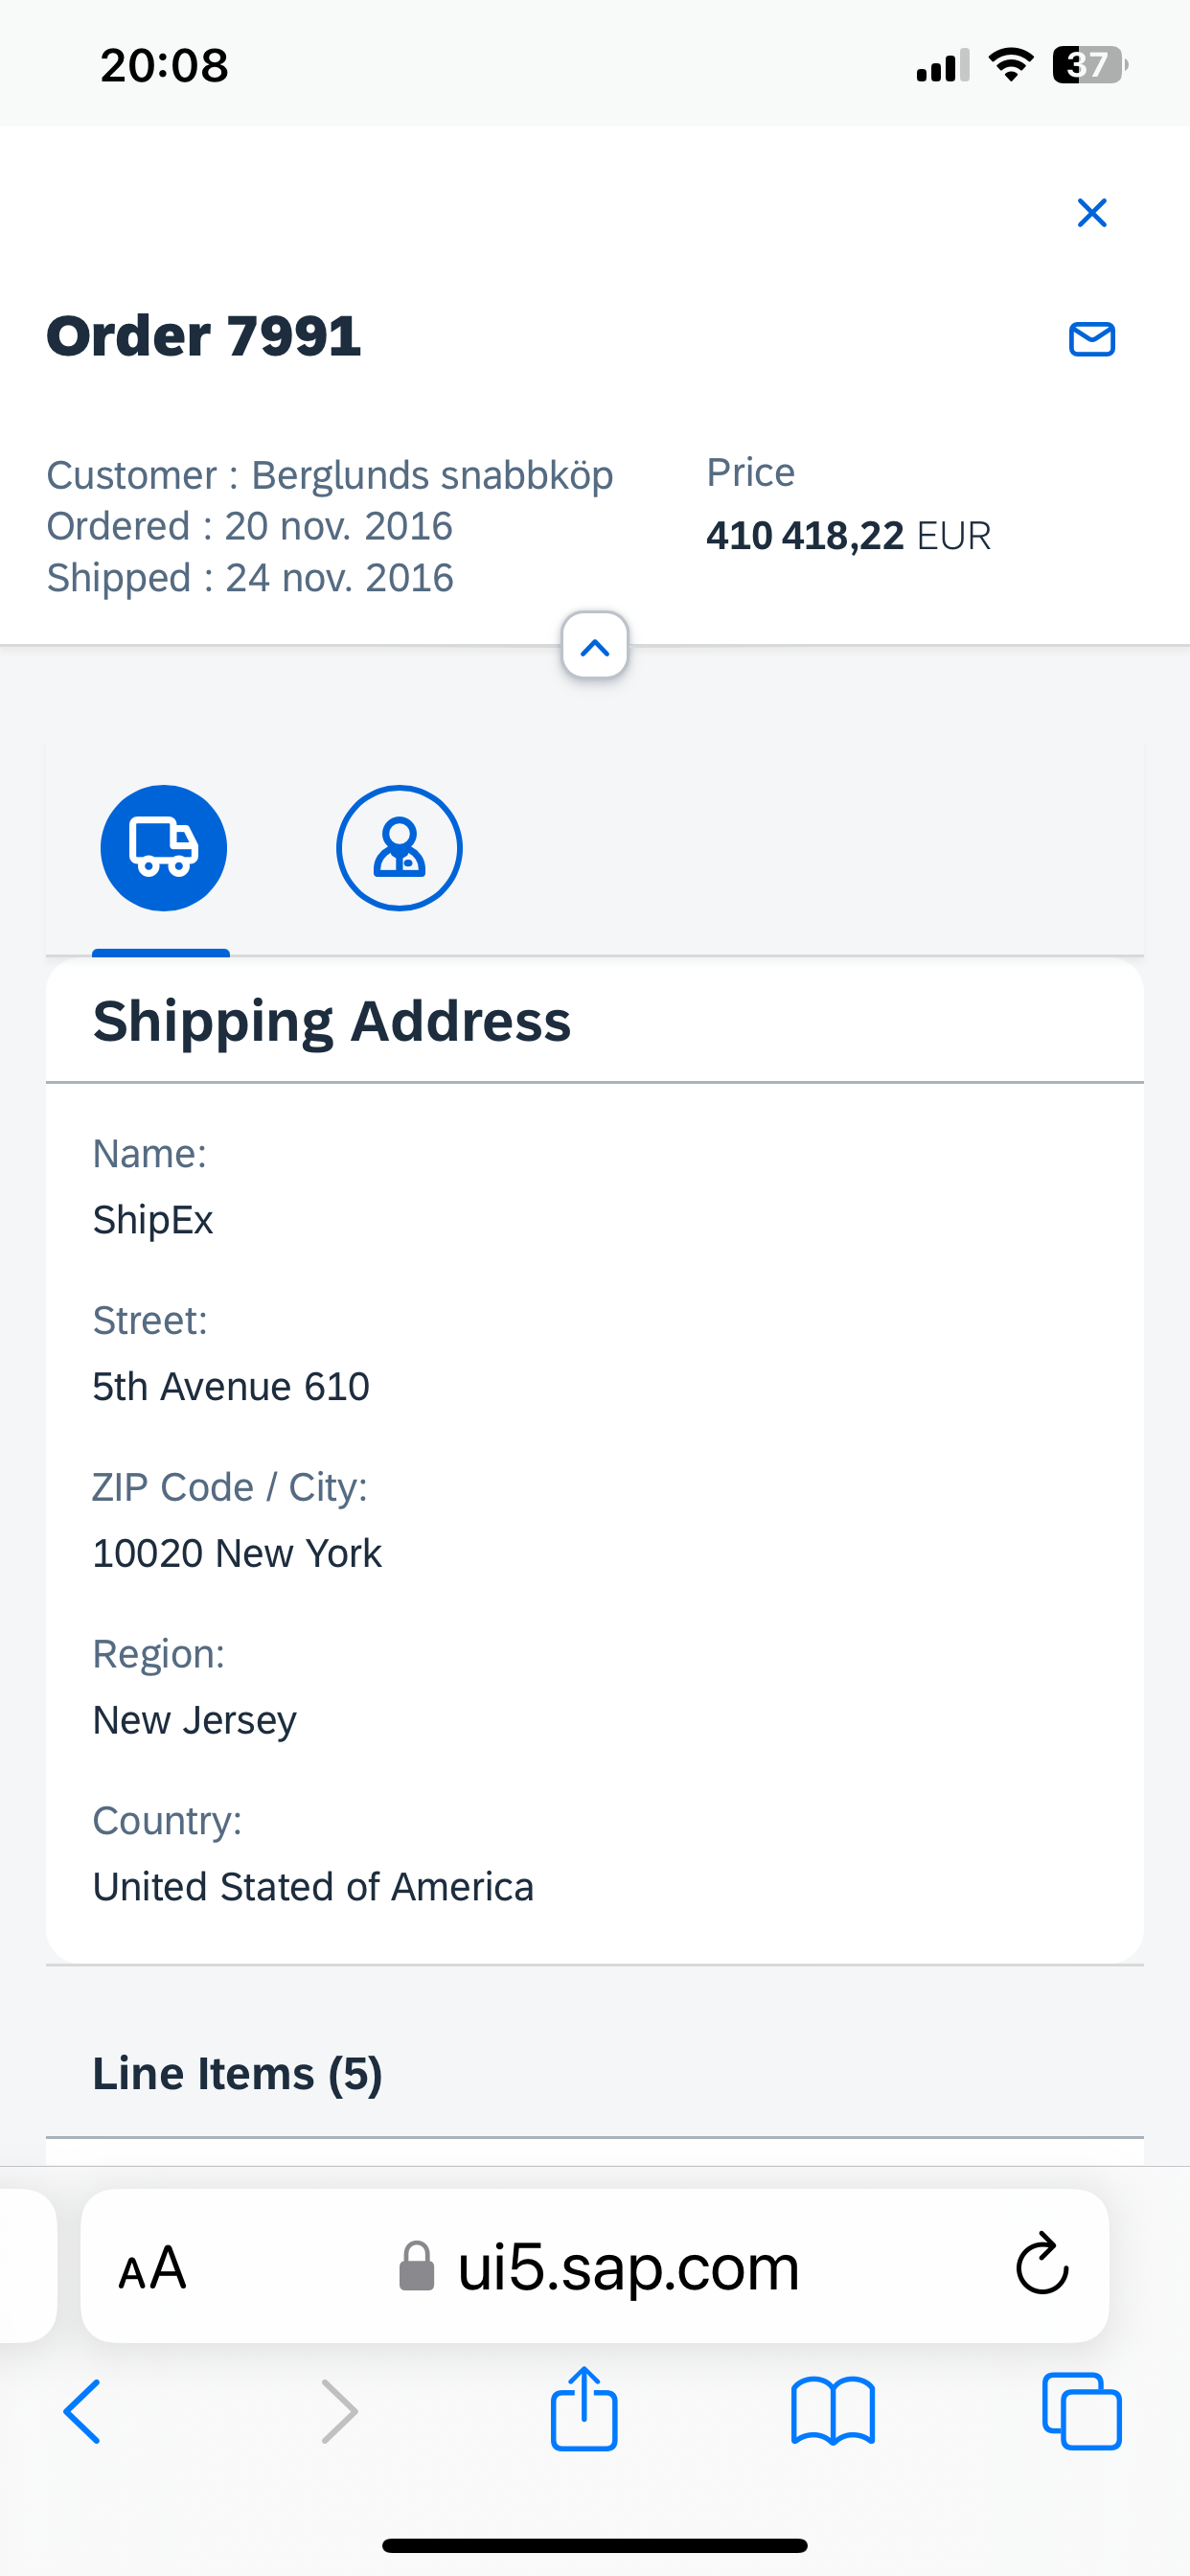 20:08
37
Order 7991
Customer : Berglunds snabbköp
Ordered : 20 nov. 2016
Shipped : 24 nov. 2016
Price
410 418,22 EUR
Shipping Address
Name:
ShipEx
Street:
5th Avenue 610
ZIP Code / City:
10020 New York
Region:
New Jersey
Country:
United Stated of America
Line Items (5)
AA
ui5.sap.com